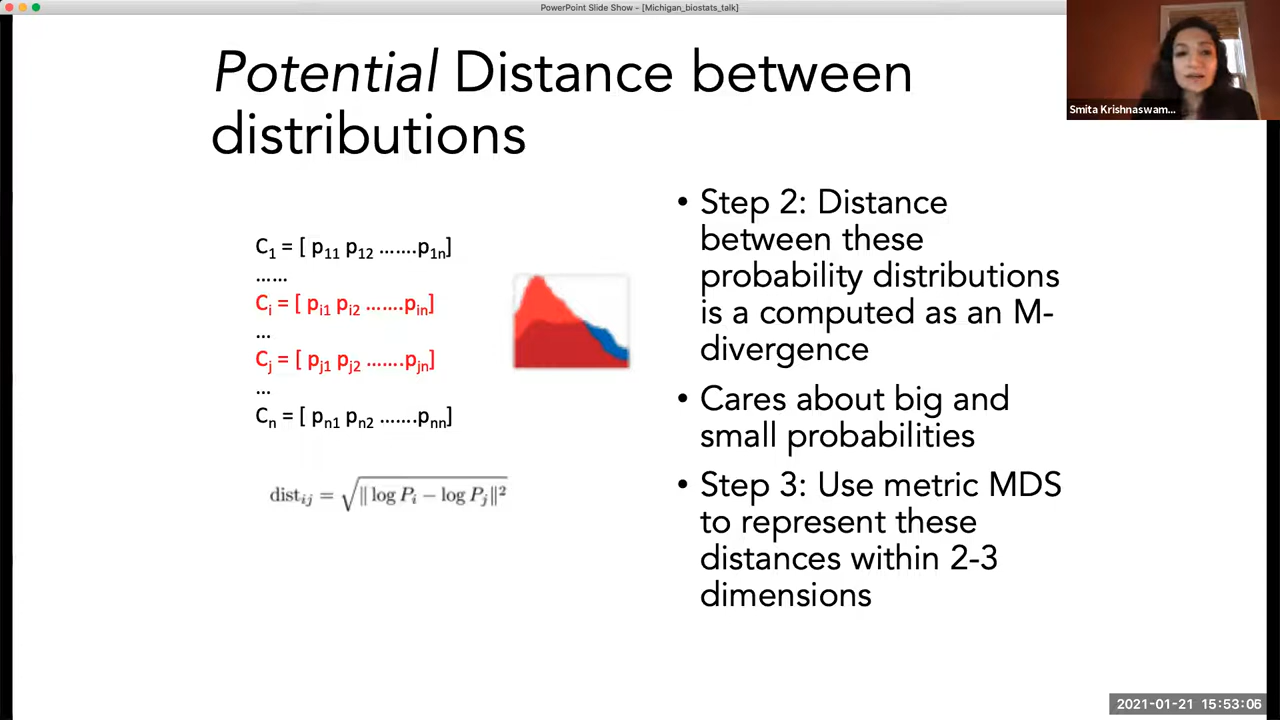 PowerPoint Slide Show - [Michigan_biostats_talk]
Potential Distance between
distributions
Smita Krishnaswam...
C1 = [ p11 p12 .......p1n]
......
Ci = [ pi1 pi2 .......pin]
...
Cj = [ pj1 pj2 .......pjn]
...
Cn = [ pn1 pn2 .......pnn]
distij = √‖ log Pi − log Pj‖²
• Step 2: Distance
between these
probability distributions
is a computed as an M-
divergence
• Cares about big and
small probabilities
• Step 3: Use metric MDS
to represent these
distances within 2-3
dimensions
2021-01-21 15:53:06